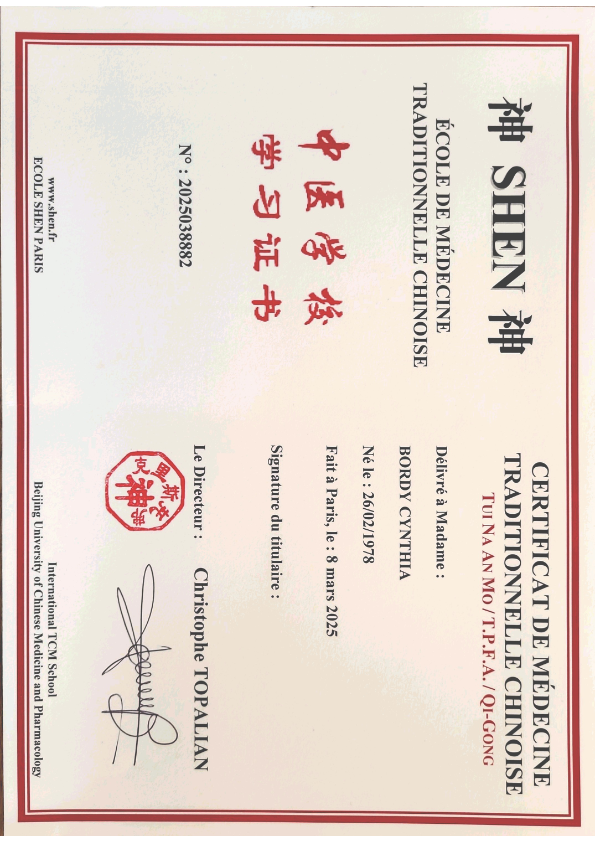 神 SHEN 神
ÉCOLE DE MÉDECINE
TRADITIONNELLE CHINOISE
中医学校
学习证书
N° : 2025038882
www.shen.fr
ECOLE SHEN PARIS
CERTIFICAT DE MÉDECINE
TRADITIONNELLE CHINOISE
TUI NA AN MO / T.P.F.A. / QI-GONG
Délivré à Madame :
BORDY CYNTHIA
Né le : 26/02/1978
Fait à Paris, le : 8 mars 2025
Signature du titulaire :
Le Directeur : Christophe TOPALIAN
克里斯
神
International TCM School
Beijing University of Chinese Medicine and Pharmacology